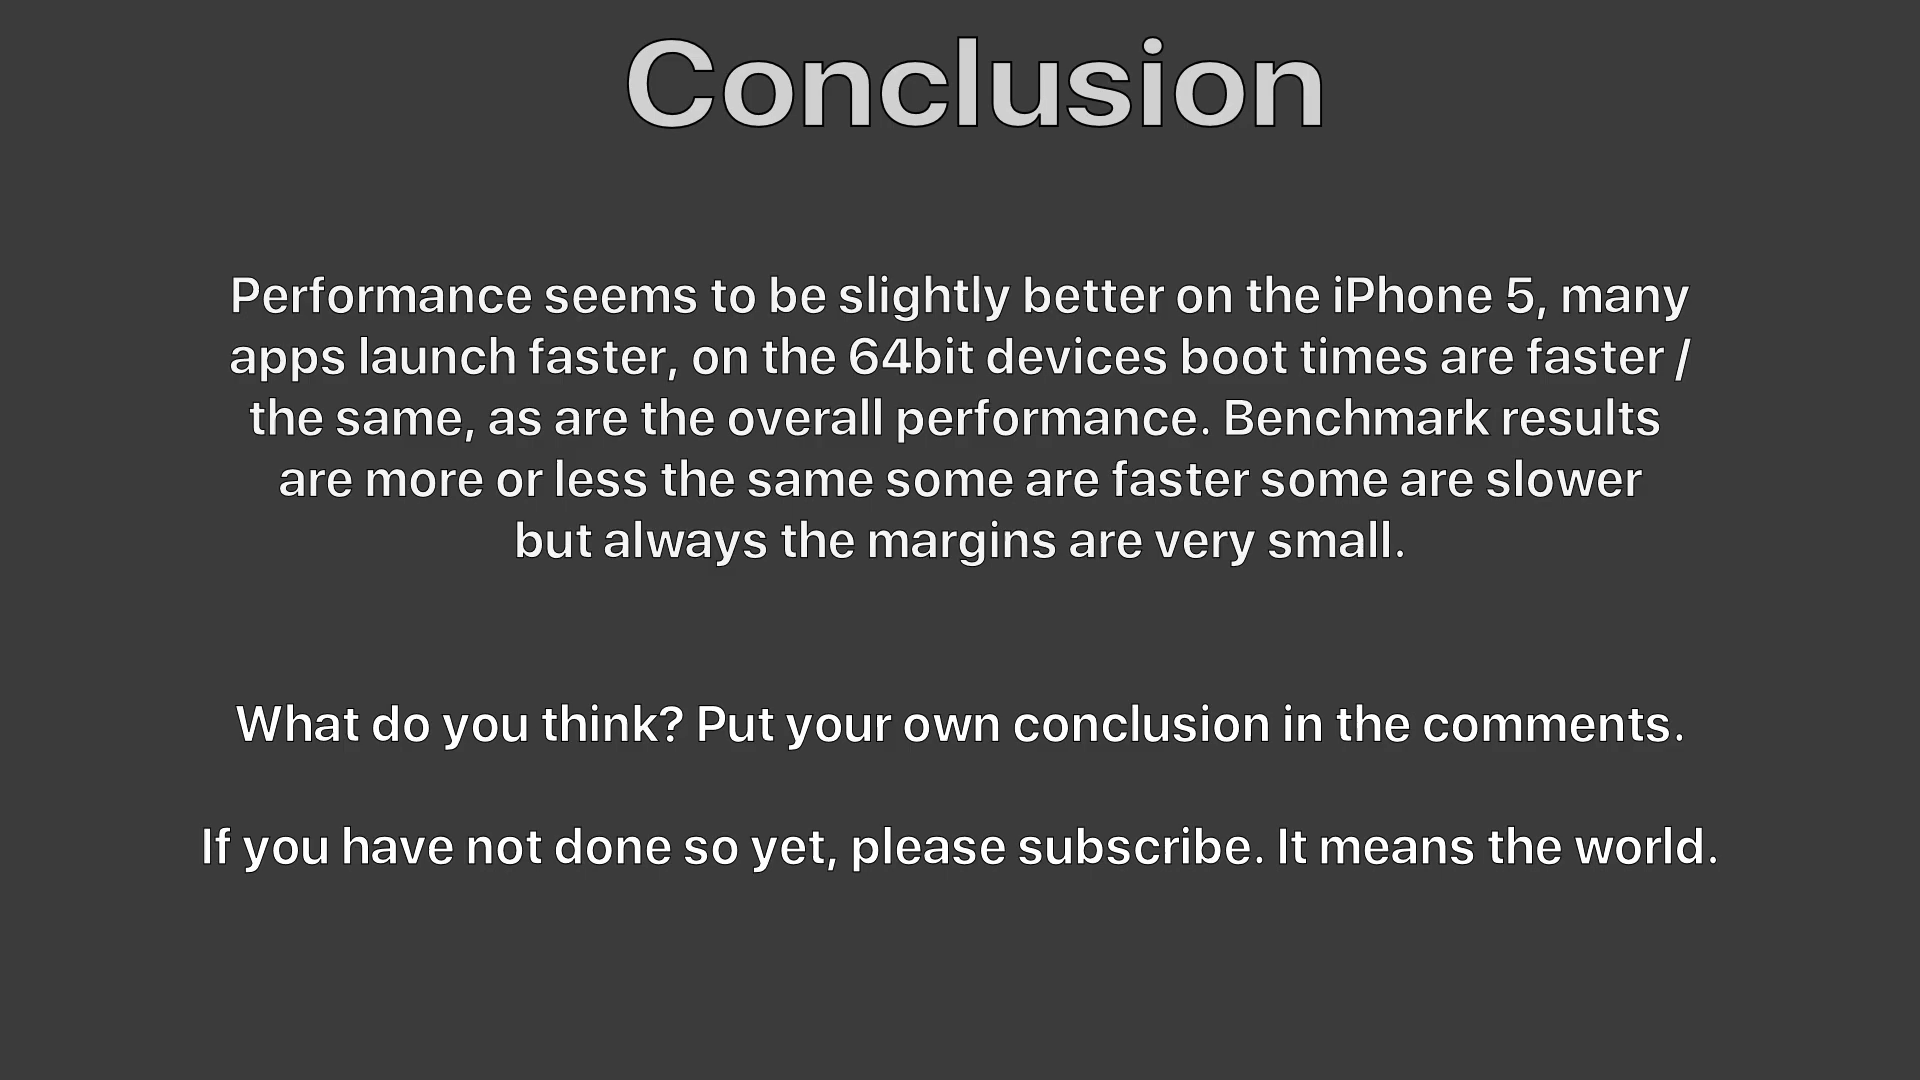 Conclusion
Performance seems to be slightly better on the iPhone 5, many
apps launch faster, on the 64bit devices boot times are faster /
the same, as are the overall performance. Benchmark results
are more or less the same some are faster some are slower
but always the margins are very small.
What do you think? Put your own conclusion in the comments.
If you have not done so yet, please subscribe. It means the world.